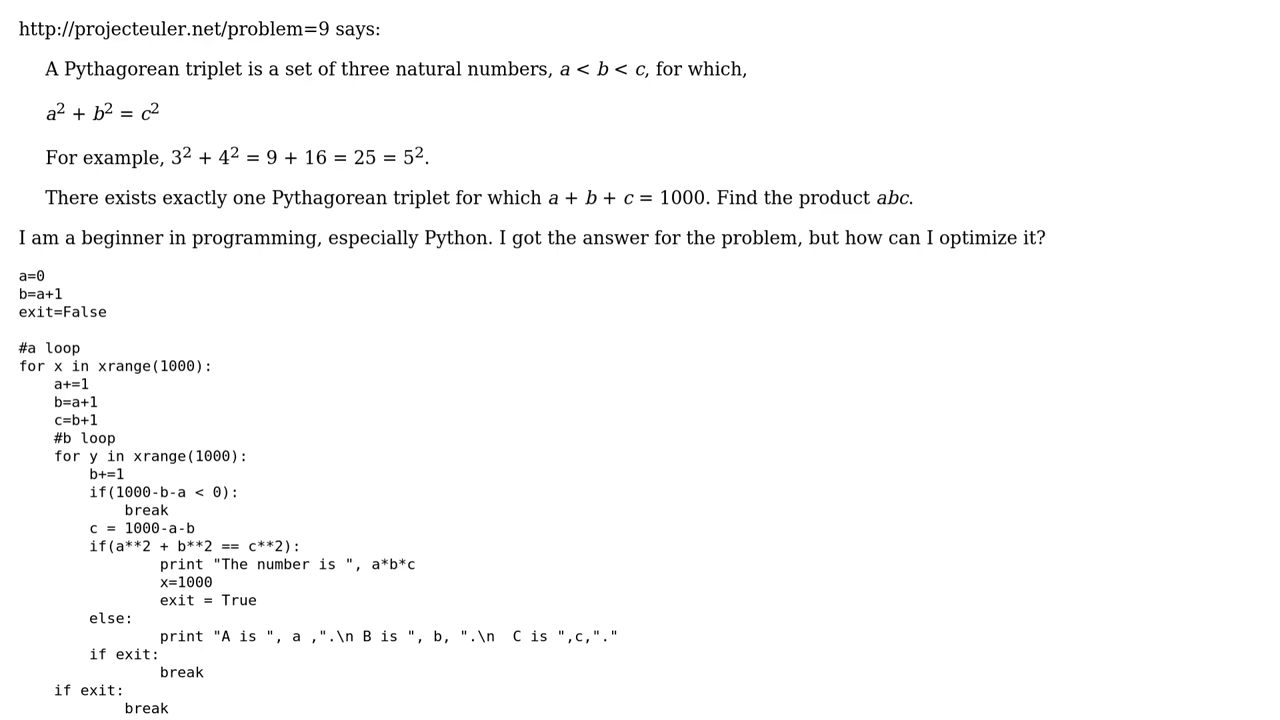 http://projecteuler.net/problem=9 says:
A Pythagorean triplet is a set of three natural numbers, a < b < c, for which,
a² + b² = c²
For example, 3² + 4² = 9 + 16 = 25 = 5².
There exists exactly one Pythagorean triplet for which a + b + c = 1000. Find the product abc.
I am a beginner in programming, especially Python. I got the answer for the problem, but how can I optimize it?
a=0
b=a+1
exit=False

#a loop
for x in xrange(1000):
    a+=1
    b=a+1
    c=b+1
    #b loop
    for y in xrange(1000):
        b+=1
        if(1000-b-a < 0):
            break
        c = 1000-a-b
        if(a**2 + b**2 == c**2):
                print "The number is ", a*b*c
                x=1000
                exit = True
        else:
                print "A is ", a ,".\n B is ", b, ".\n  C is ",c,"."
        if exit:
                break
    if exit:
            break